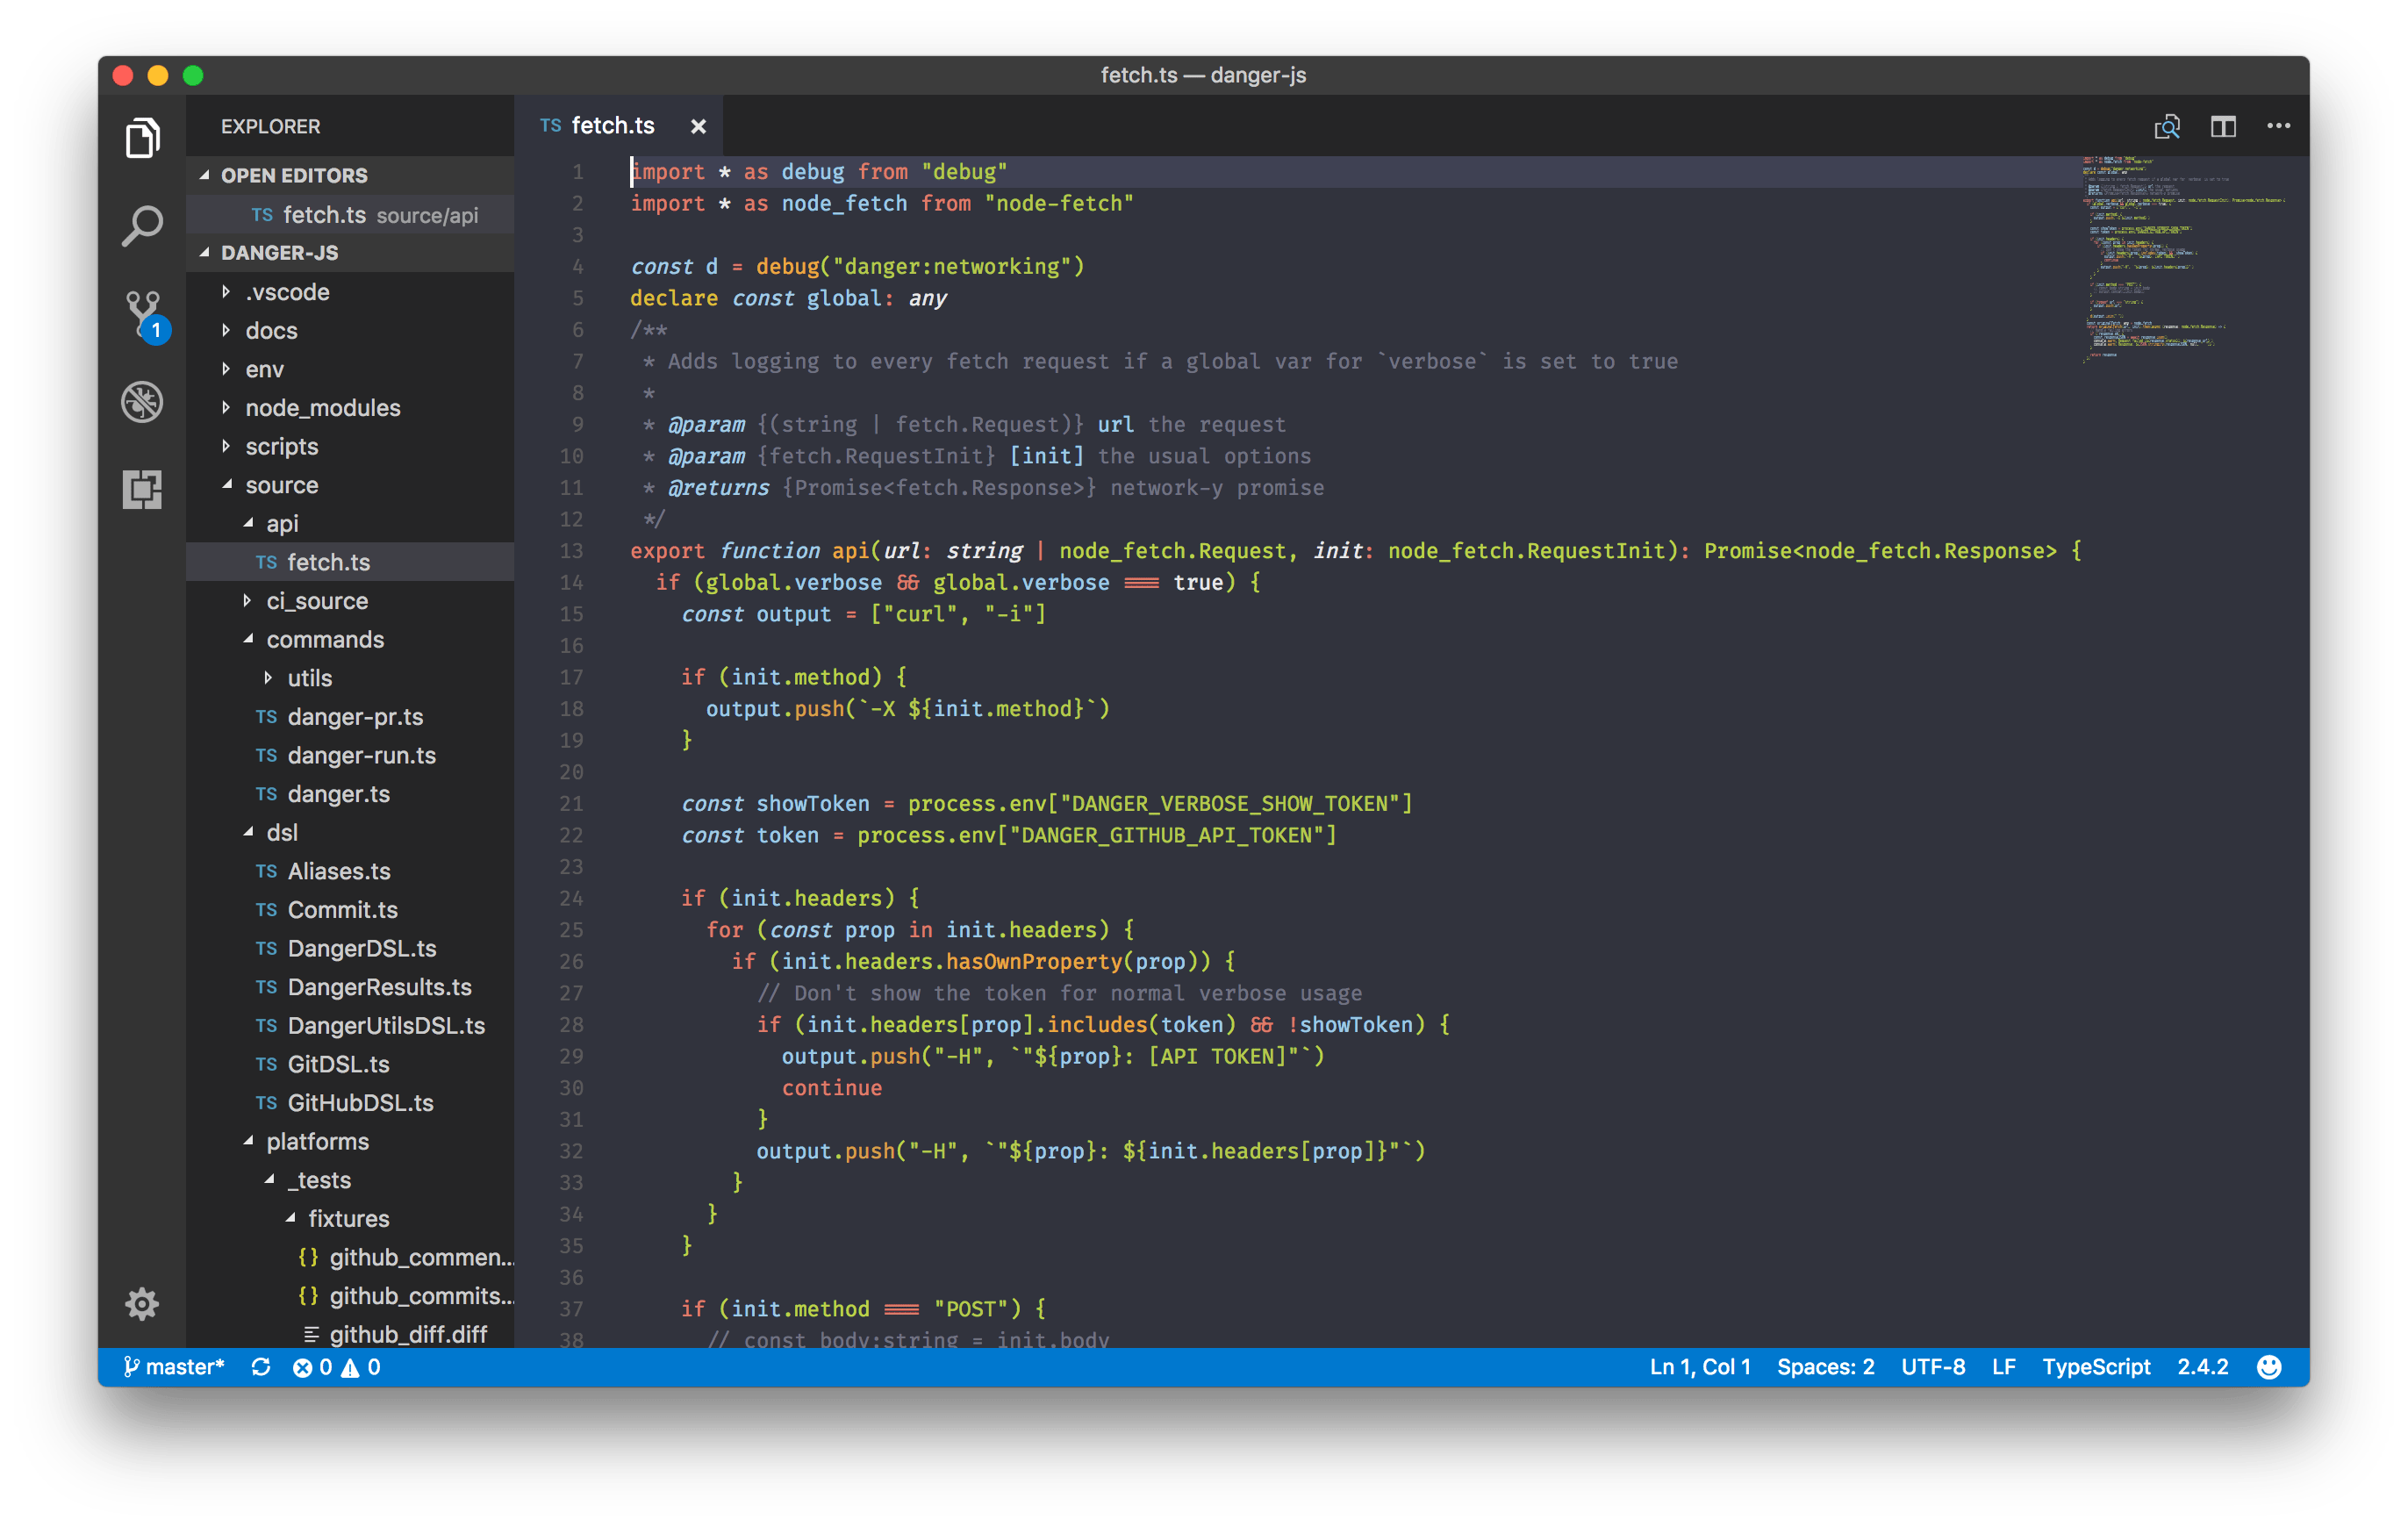 fetch.ts — danger-js
EXPLORER
OPEN EDITORS
TS fetch.ts source/api
DANGER-JS
.vscode
docs
env
node_modules
scripts
source
api
TS fetch.ts
ci_source
commands
utils
TS danger-pr.ts
TS danger-run.ts
TS danger.ts
dsl
TS Aliases.ts
TS Commit.ts
TS DangerDSL.ts
TS DangerResults.ts
TS DangerUtilsDSL.ts
TS GitDSL.ts
TS GitHubDSL.ts
platforms
_tests
fixtures
{} github_commen...
{} github_commits...
github_diff.diff
1
TS fetch.ts ×
1 import * as debug from "debug"
2 import * as node_fetch from "node-fetch"
3
4 const d = debug("danger:networking")
5 declare const global: any
6 /**
7  * Adds logging to every fetch request if a global var for `verbose` is set to true
8  *
9  * @param {(string | fetch.Request)} url the request
10  * @param {fetch.RequestInit} [init] the usual options
11  * @returns {Promise<fetch.Response>} network-y promise
12  */
13 export function api(url: string | node_fetch.Request, init: node_fetch.RequestInit): Promise<node_fetch.Response> {
14   if (global.verbose && global.verbose === true) {
15     const output = ["curl", "-i"]
16
17     if (init.method) {
18       output.push(`-X ${init.method}`)
19     }
20
21     const showToken = process.env["DANGER_VERBOSE_SHOW_TOKEN"]
22     const token = process.env["DANGER_GITHUB_API_TOKEN"]
23
24     if (init.headers) {
25       for (const prop in init.headers) {
26         if (init.headers.hasOwnProperty(prop)) {
27           // Don't show the token for normal verbose usage
28           if (init.headers[prop].includes(token) && !showToken) {
29             output.push("-H", `"${prop}: [API TOKEN]"`)
30             continue
31           }
32           output.push("-H", `"${prop}: ${init.headers[prop]}"`)
33         }
34       }
35     }
36
37     if (init.method === "POST") {
38       // const body:string = init.body
master* 0 0
Ln 1, Col 1 Spaces: 2 UTF-8 LF TypeScript 2.4.2